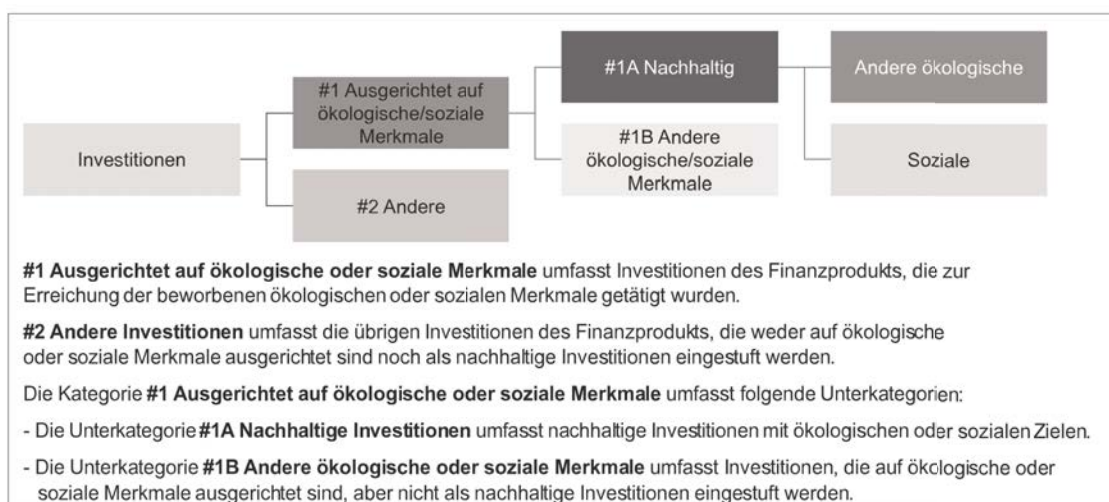 #1A Nachhaltig
Andere ökologische
#1 Ausgerichtet auf
ökologische/soziale
Merkmale
Investitionen
#1B Andere
ökologische/soziale
Merkmale
Soziale
#2 Andere
#1 Ausgerichtet auf ökologische oder soziale Merkmale umfasst Investitionen des Finanzprodukts, die zur
Erreichung der beworbenen ökologischen oder sozialen Merkmale getätigt wurden.
#2 Andere Investitionen umfasst die übrigen Investitionen des Finanzprodukts, die weder auf ökologische
oder soziale Merkmale ausgerichtet sind noch als nachhaltige Investitionen eingestuft werden.
Die Kategorie #1 Ausgerichtet auf ökologische oder soziale Merkmale umfasst folgende Unterkategorien:
- Die Unterkategorie #1A Nachhaltige Investitionen umfasst nachhaltige Investitionen mit ökologischen oder sozialen Zielen.
- Die Unterkategorie #1B Andere ökologische oder soziale Merkmale umfasst Investitionen, die auf ökologische oder
soziale Merkmale ausgerichtet sind, aber nicht als nachhaltige Investitionen eingestuft werden.